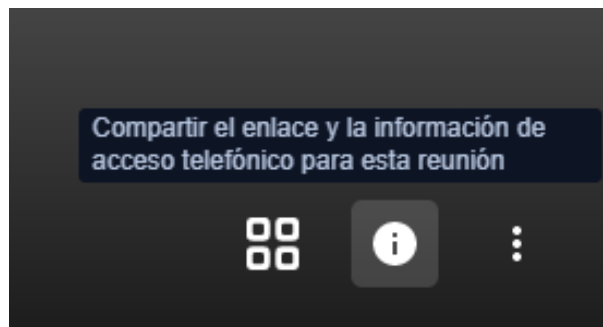 Compartir el enlace y la información de
acceso telefónico para esta reunión